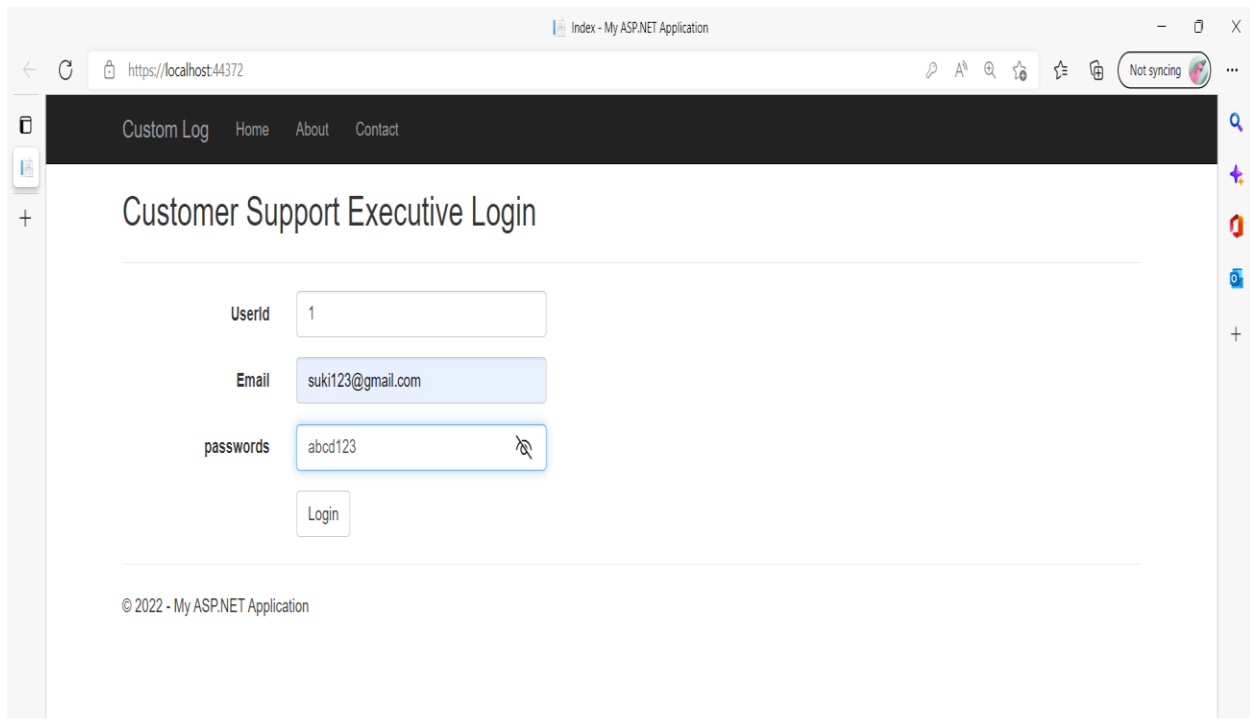 Index - My ASP.NET Application
https://localhost:44372
Not syncing
Custom Log Home About Contact
Customer Support Executive Login
UserId 1
Email suki123@gmail.com
passwords abcd123
Login
© 2022 - My ASP.NET Application